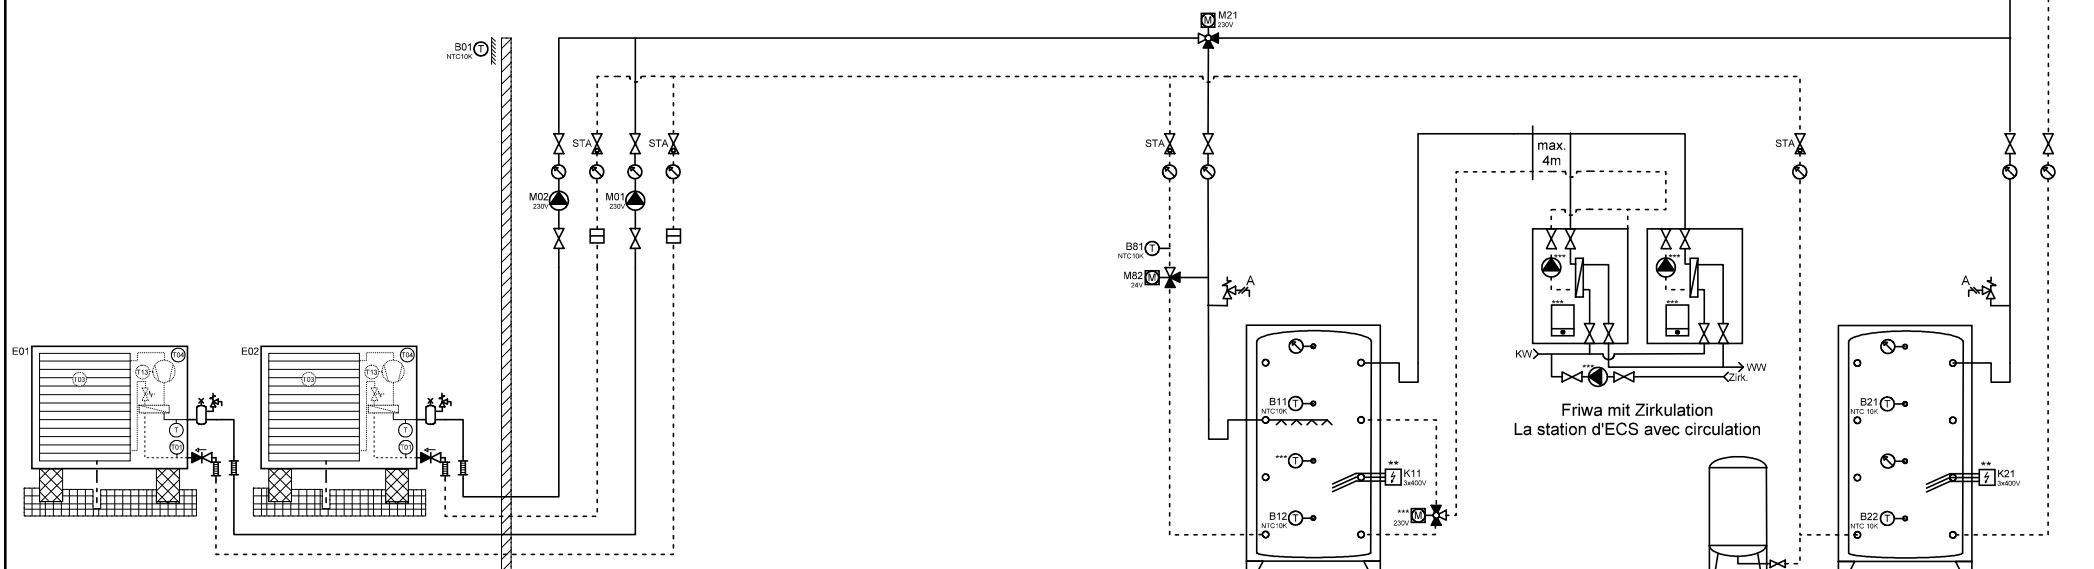 M21
230V
B01
T
NTC10K
M
STA
STA
STA
STA
max.
4m
M02
230V
M01
230V
B81
T
NTC10K
M82
M
24V
A
A
***
***
***
***
E01
T04
T03
T13
T
T01
E02
T04
T03
T13
T
T01
KW
WW
***
Zirk.
Friwa mit Zirkulation
La station d'ECS avec circulation
B11
T
NTC10K
***
T
**
K11
3x400V
B12
T
NTC10K
***
M
230V
B21
T
NTC 10K
**
K21
3x400V
B22
T
NTC 10K